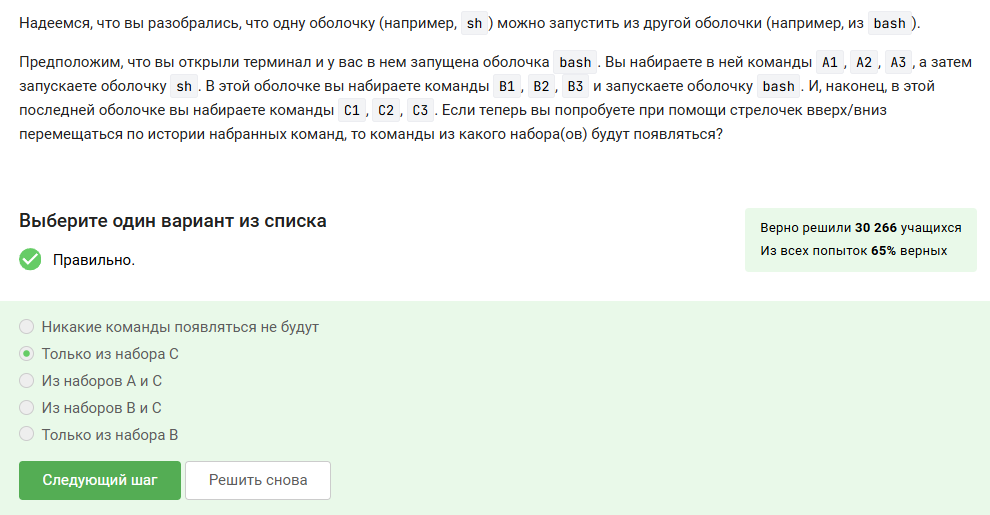 Надеемся, что вы разобрались, что одну оболочку (например, sh) можно запустить из другой оболочки (например, из bash).
Предположим, что вы открыли терминал и у вас в нем запущена оболочка bash. Вы набираете в ней команды A1, A2, A3, а затем
запускаете оболочку sh. В этой оболочке вы набираете команды B1, B2, B3 и запускаете оболочку bash. И, наконец, в этой
последней оболочке вы набираете команды C1, C2, C3. Если теперь вы попробуете при помощи стрелочек вверх/вниз
перемещаться по истории набранных команд, то команды из какого набора(ов) будут появляться?
Выберите один вариант из списка
Верно решили 30 266 учащихся
Из всех попыток 65% верных
Правильно.
Никакие команды появляться не будут
Только из набора C
Из наборов A и C
Из наборов B и C
Только из набора B
Следующий шаг
Решить снова